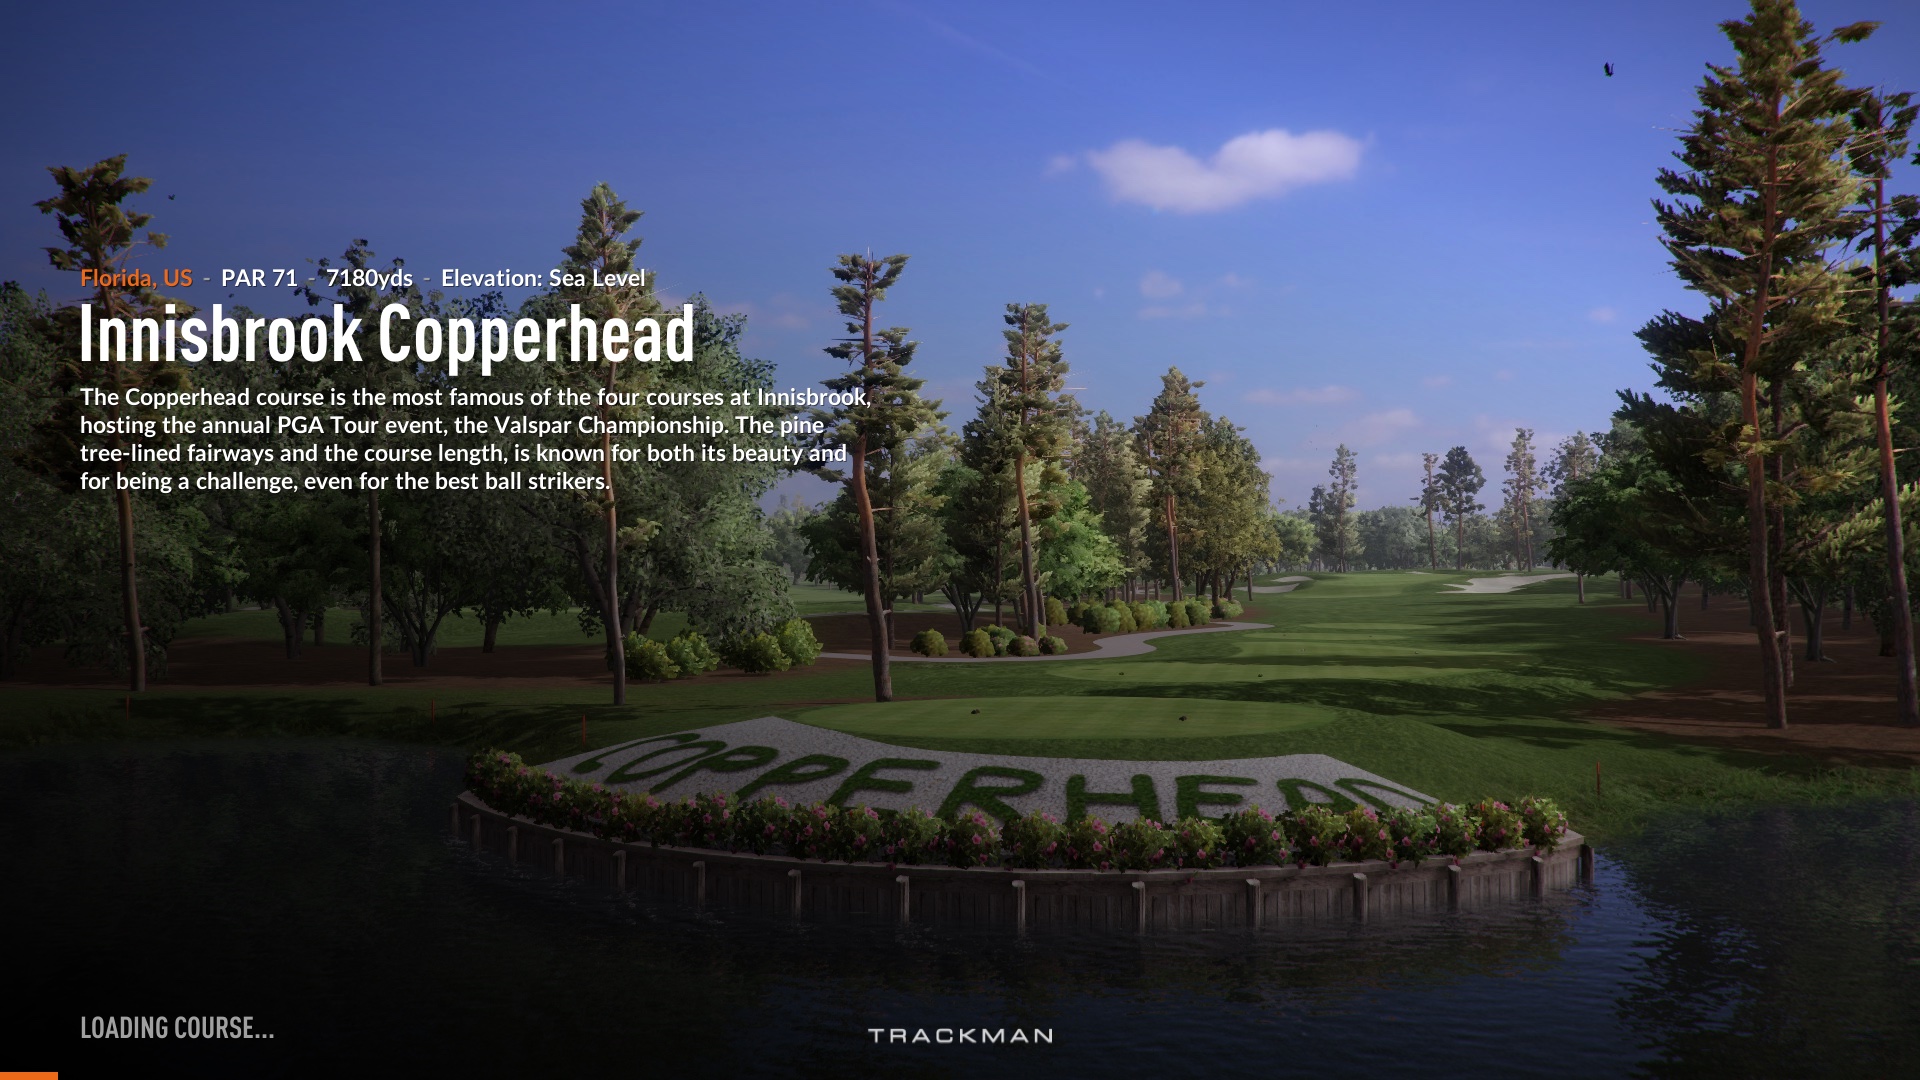 Florida, US - PAR 71 - 7180yds - Elevation: Sea Level
Innisbrook Copperhead
The Copperhead course is the most famous of the four courses at Innisbrook,
hosting the annual PGA Tour event, the Valspar Championship. The pine
tree-lined fairways and the course length, is known for both its beauty and
for being a challenge, even for the best ball strikers.
COPPERHEAD
LOADING COURSE...
TRACKMAN